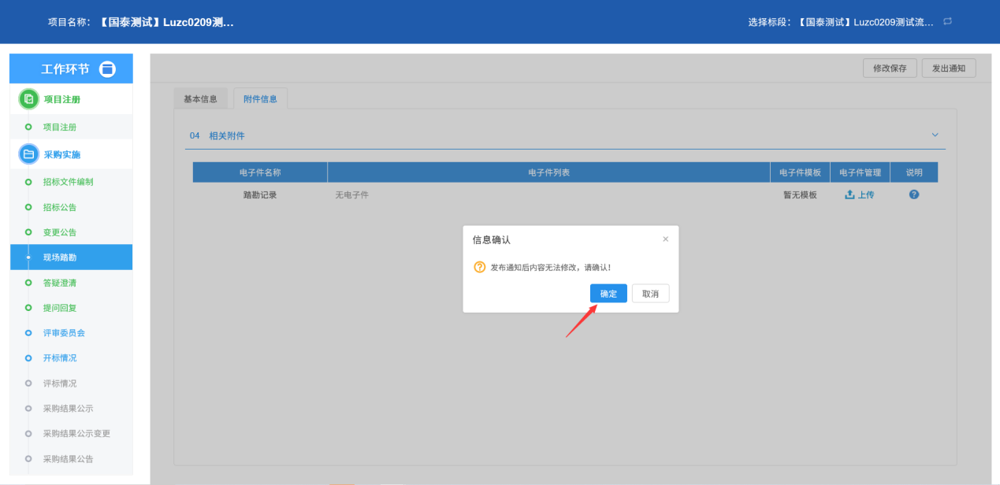 项目名称：【国泰测试】Luzc0209测...
选择标段：【国泰测试】Luzc0209测试流...
工作环节
项目注册
项目注册
采购实施
招标文件编制
招标公告
变更公告
现场踏勘
答疑澄清
提问回复
评审委员会
开标情况
评标情况
采购结果公示
采购结果公示变更
采购结果公告
修改保存 发出通知
基本信息 附件信息
04 相关附件
电子件名称 电子件列表 电子件模板 电子件管理 说明
踏勘记录 无电子件 暂无模板 上传
信息确认
发布通知后内容无法修改，请确认！
确定 取消